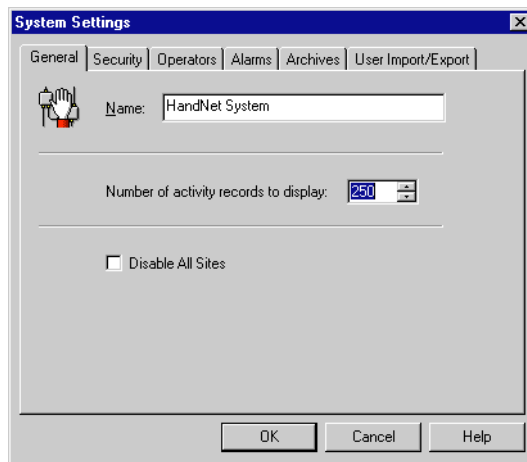 System Settings
General Security Operators Alarms Archives User Import/Export
Name: HandNet System
Number of activity records to display: 250
Disable All Sites
OK Cancel Help